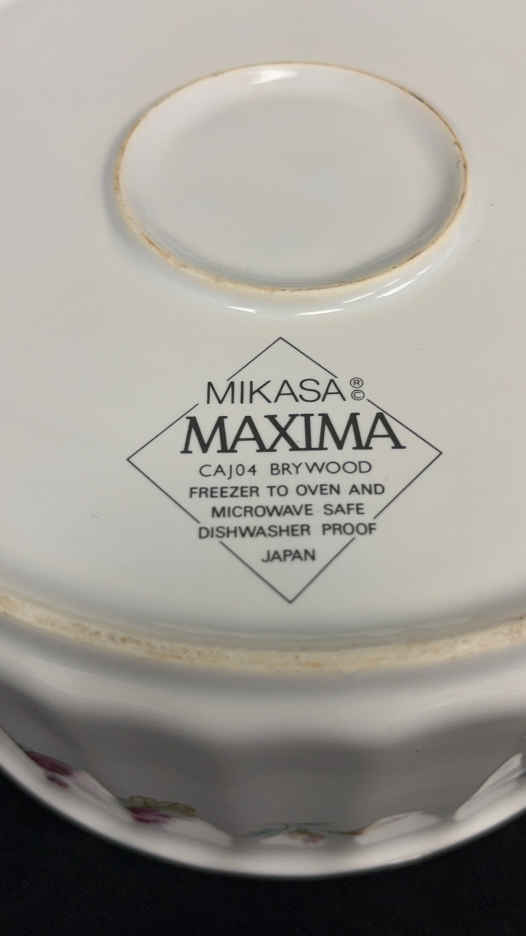 MIKASA ® ©
MAXIMA
CAJ04 BRYWOOD
FREEZER TO OVEN AND
MICROWAVE SAFE
DISHWASHER PROOF
JAPAN